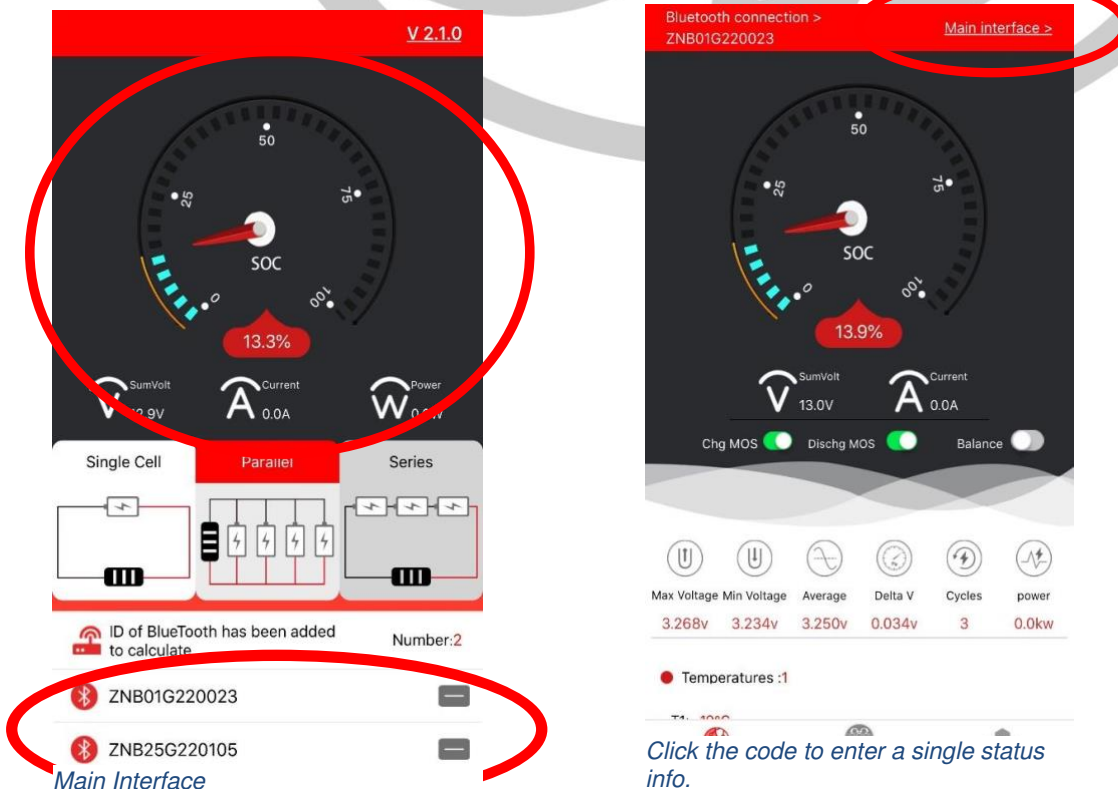 V 2.1.0
50
25
75
SOC
0
100
13.3%
SumVolt
V
Current
A 0.0A
Power
W
Single Cell
Parallel
Series
ID of BlueTooth has been added
to calculate
Number:2
ZNB01G220023
ZNB25G220105
Main Interface
Bluetooth connection >
ZNB01G220023
Main interface >
50
25
75
SOC
0
100
13.9%
SumVolt
V 13.0V
Current
A 0.0A
Chg MOS
Dischg MOS
Balance
Max Voltage
Min Voltage
Average
Delta V
Cycles
power
3.268v
3.234v
3.250v
0.034v
3
0.0kw
Temperatures :1
Click the code to enter a single status
info.